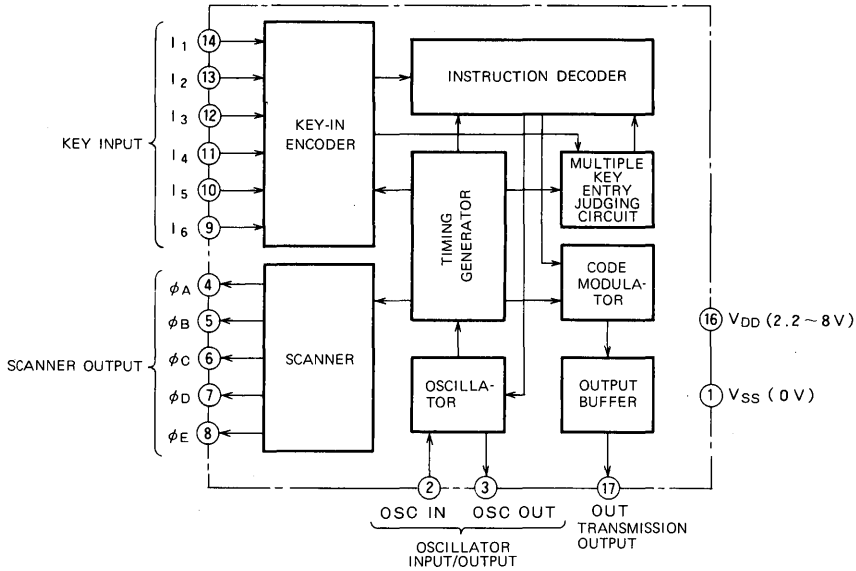 KEY INPUT
I1 14
I2 13
I3 12
I4 11
I5 10
I6 9
KEY-IN
ENCODER
INSTRUCTION DECODER
TIMING
GENERATOR
MULTIPLE
KEY
ENTRY
JUDGING
CIRCUIT
SCANNER OUTPUT
ϕA 4
ϕB 5
ϕC 6
ϕD 7
ϕE 8
SCANNER
CODE
MODULA-
TOR
OSCILLA-
TOR
OUTPUT
BUFFER
16 VDD (2.2~8V)
1 VSS (0V)
2 3 17
OSC IN OSC OUT OUT
TRANSMISSION
OUTPUT
OSCILLATOR
INPUT/OUTPUT